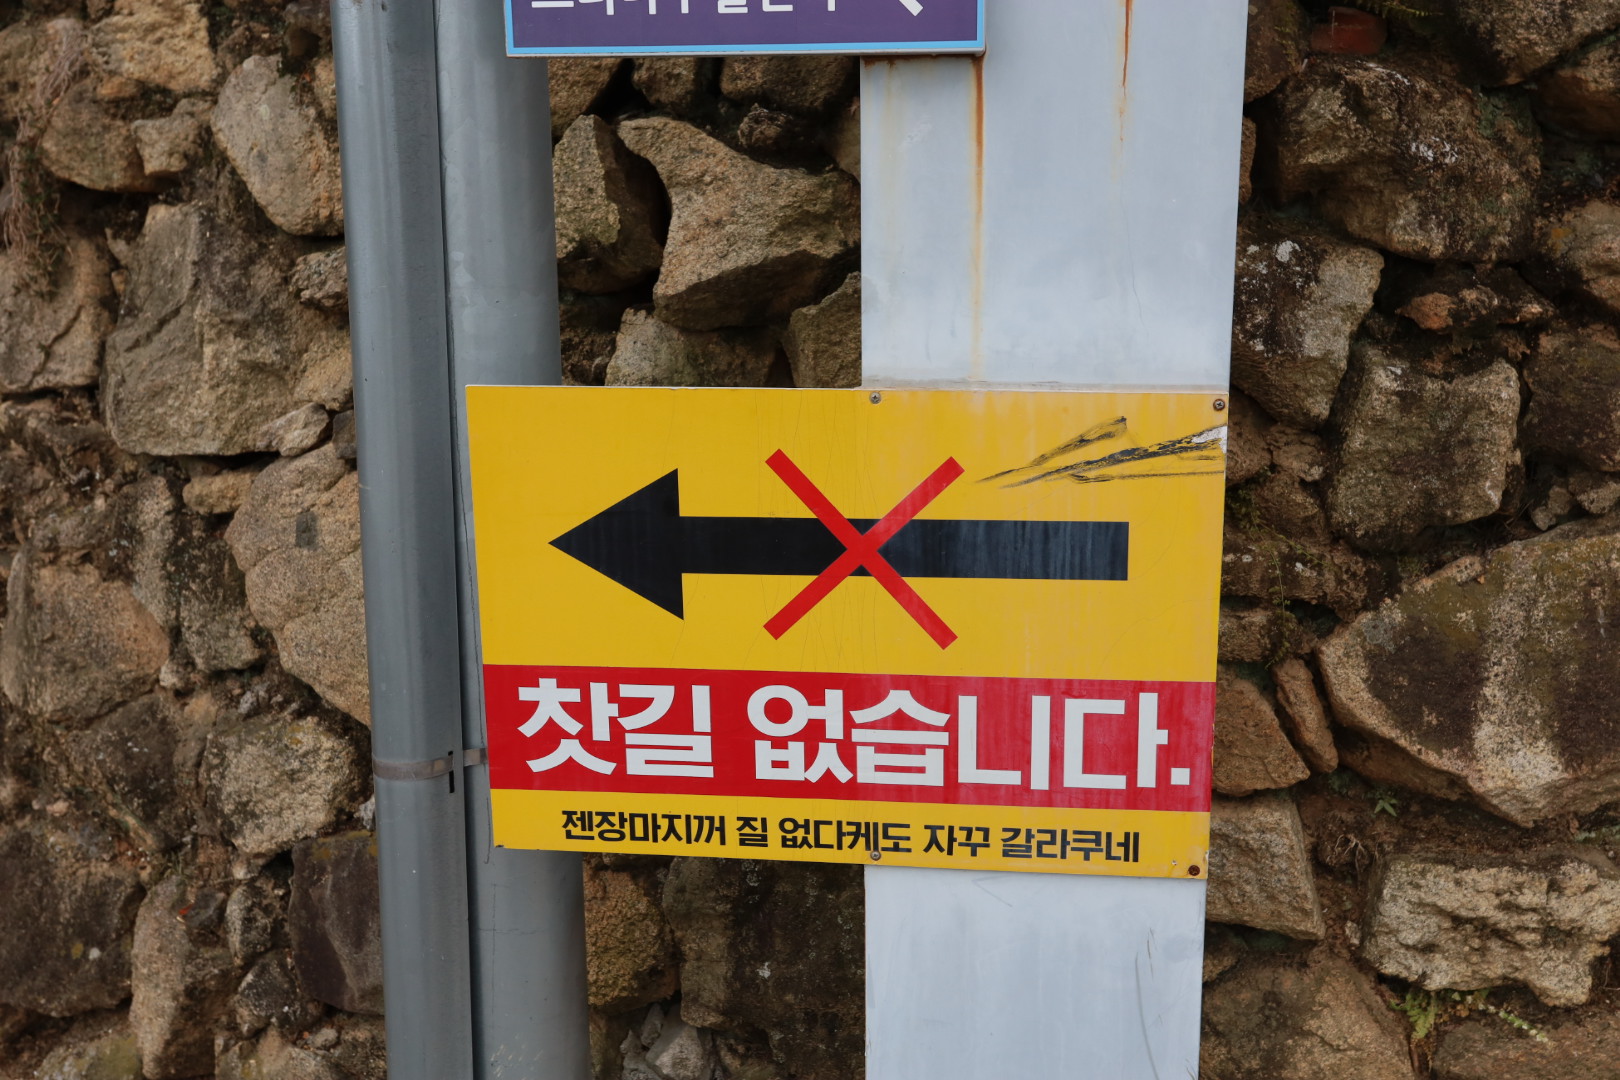 찻길 없습니다.
젠장마지꺼 질 없다케도 자꾸 갈라쿠네